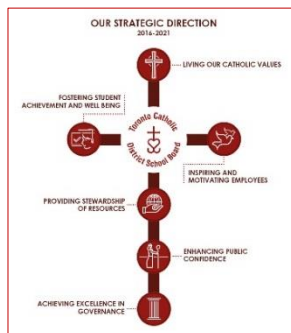 OUR STRATEGIC DIRECTION
2016-2021
LIVING OUR CATHOLIC VALUES
FOSTERING STUDENT
ACHIEVEMENT AND WELL BEING
Toronto Catholic
District School Board
INSPIRING AND
MOTIVATING EMPLOYEES
PROVIDING STEWARDSHIP
OF RESOURCES
ENHANCING PUBLIC
CONFIDENCE
ACHIEVING EXCELLENCE IN
GOVERNANCE